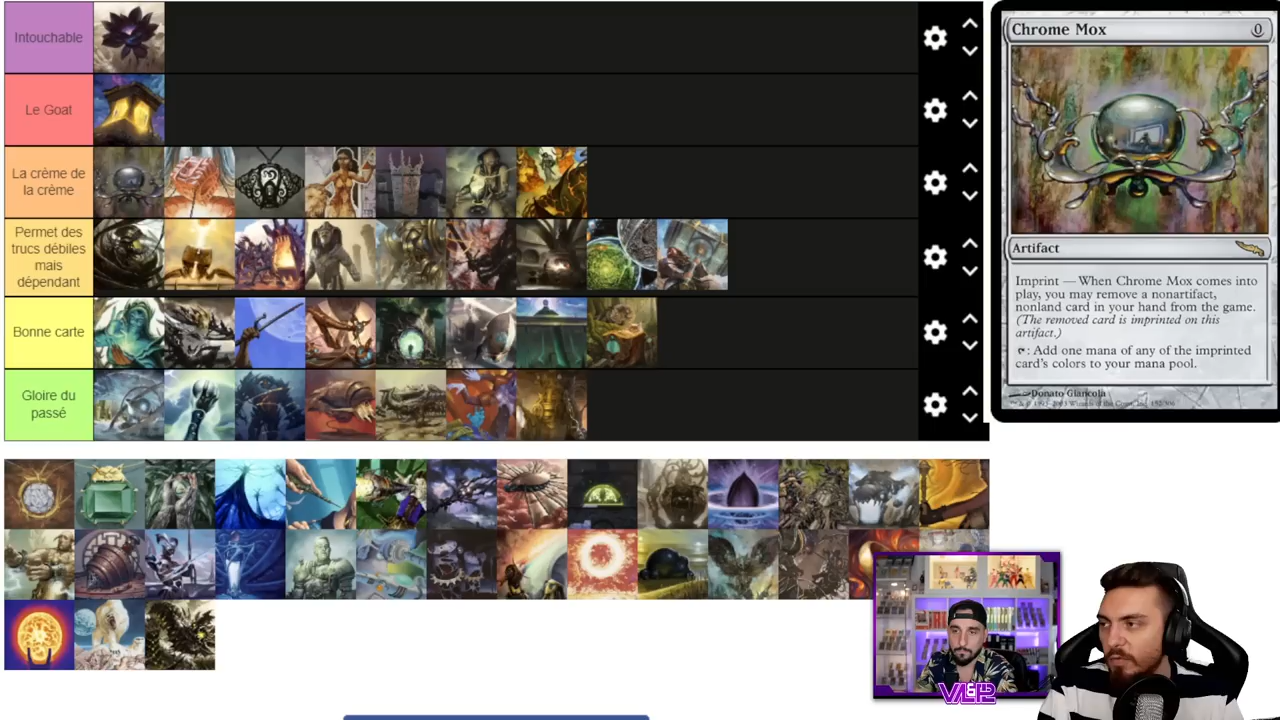 Intouchable
Le Goat
La crème de
la crème
Permet des
trucs débiles
mais
dépendant
Bonne carte
Gloire du
passé
Chrome Mox 0
Artifact
Imprint — When Chrome Mox comes into
play, you may remove a nonartifact,
nonland card in your hand from the game.
(The removed card is imprinted on this
artifact.)
: Add one mana of any of the imprinted
card's colors to your mana pool.
Donato Giancola